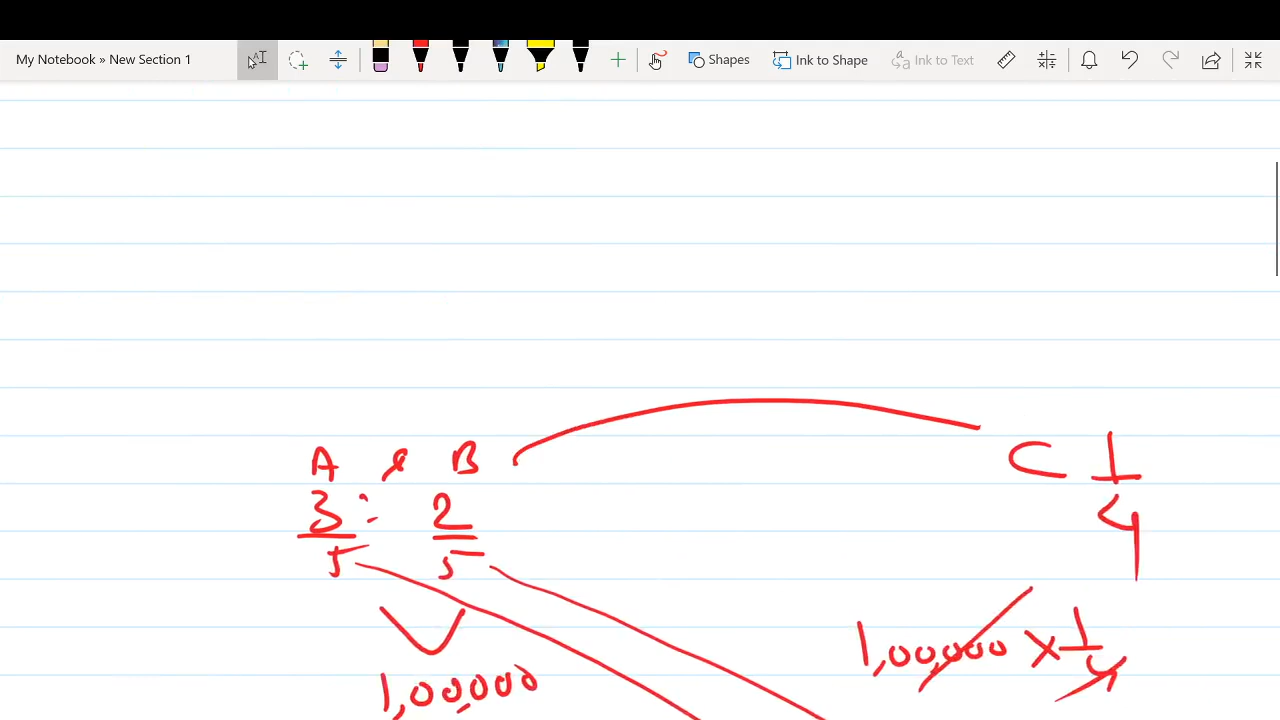 My Notebook » New Section 1 Shapes Ink to Shape Ink to Text
A & B C 1/4
3/5 : 2/5
1,00,000 × 1/4
1,00,000